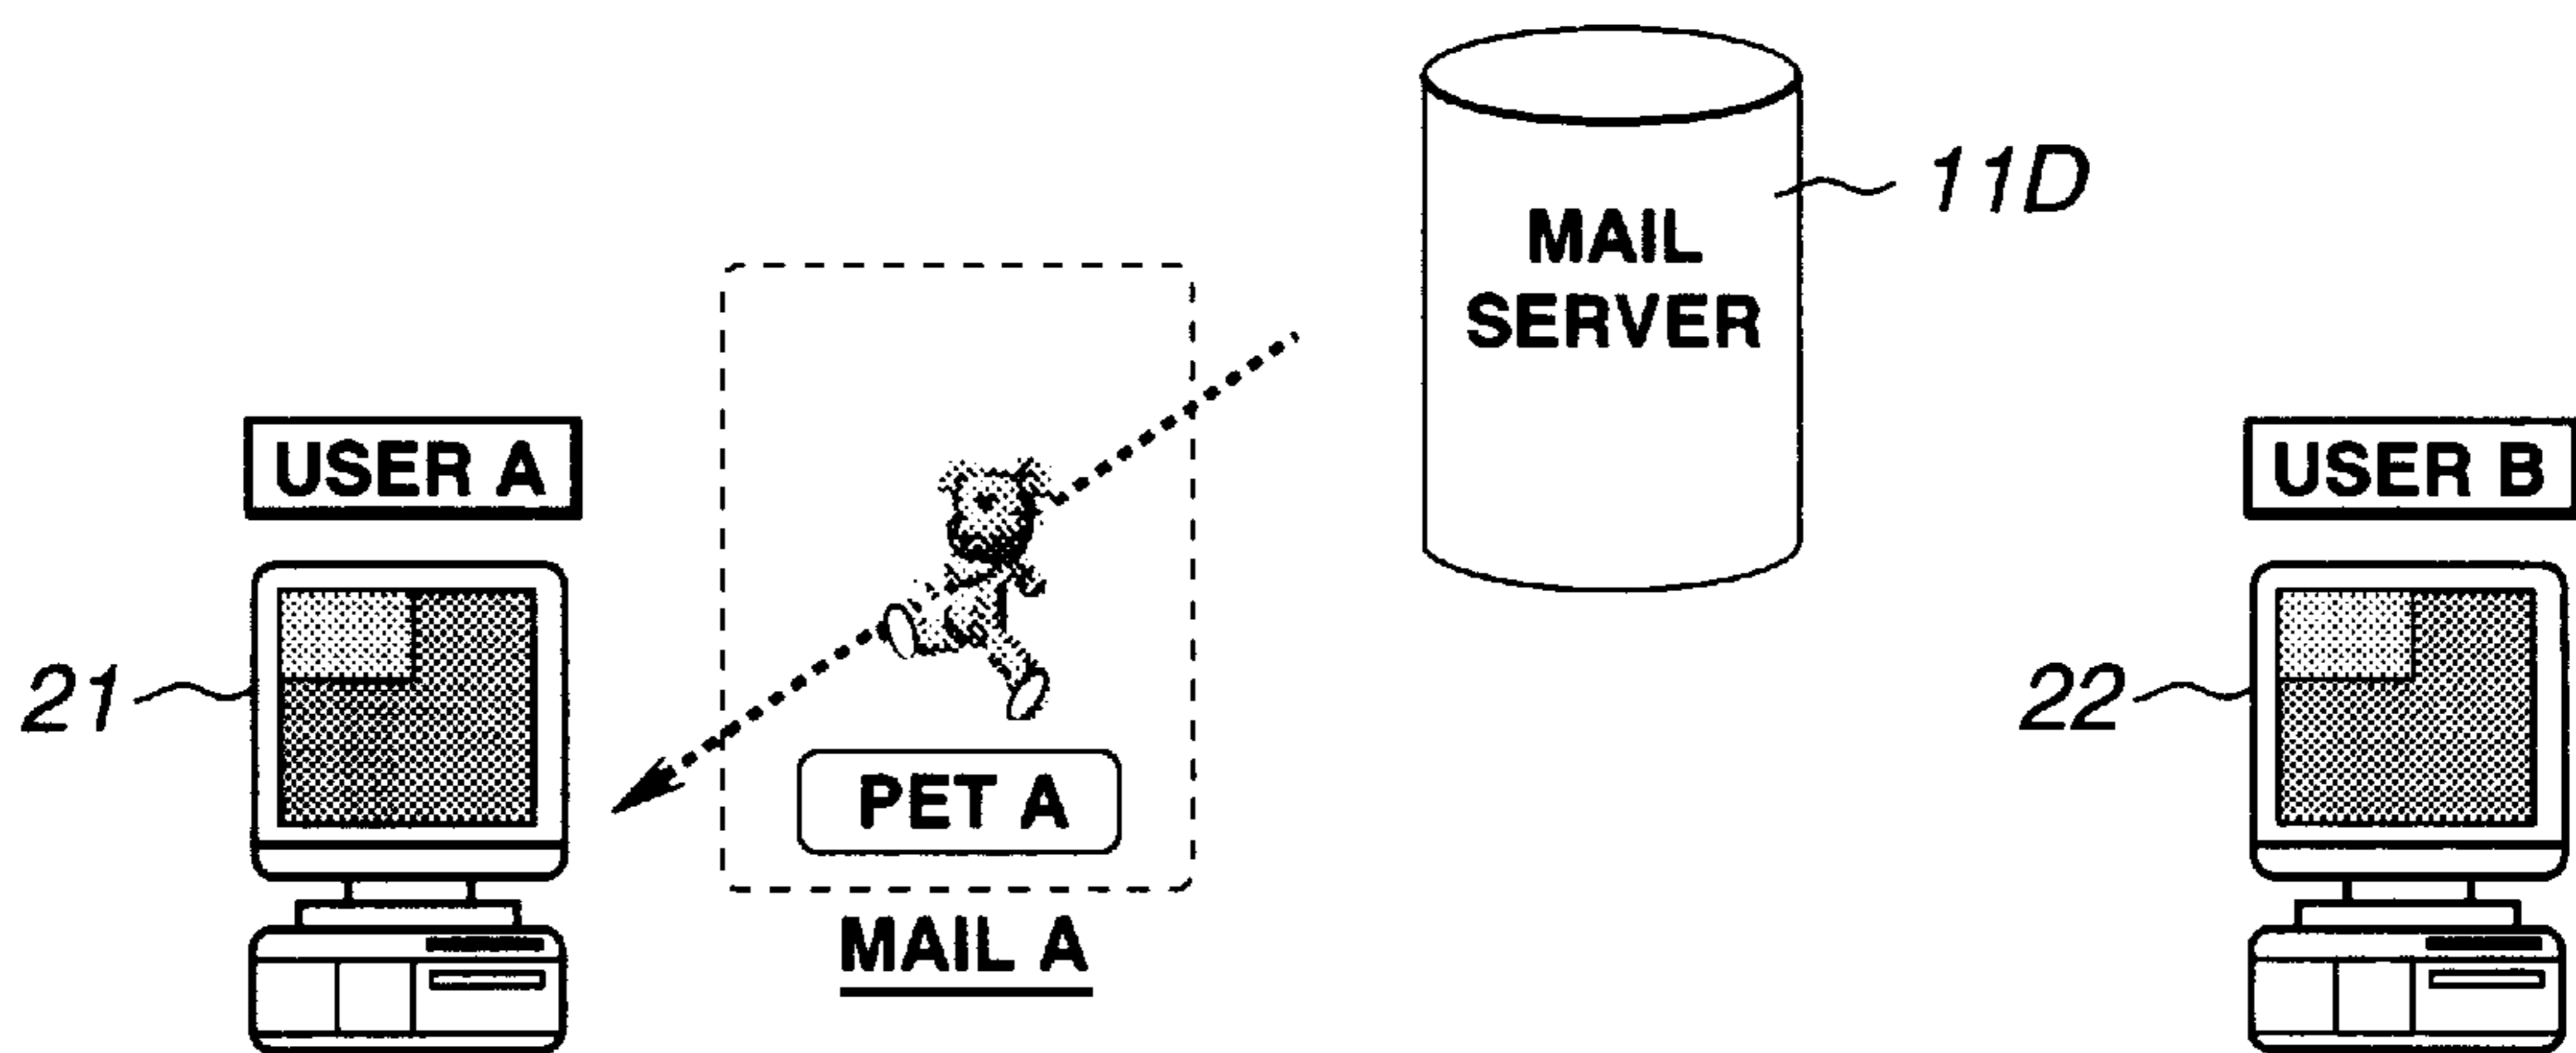 11D
MAIL
SERVER
USER A
USER B
21
22
PET A
MAIL A